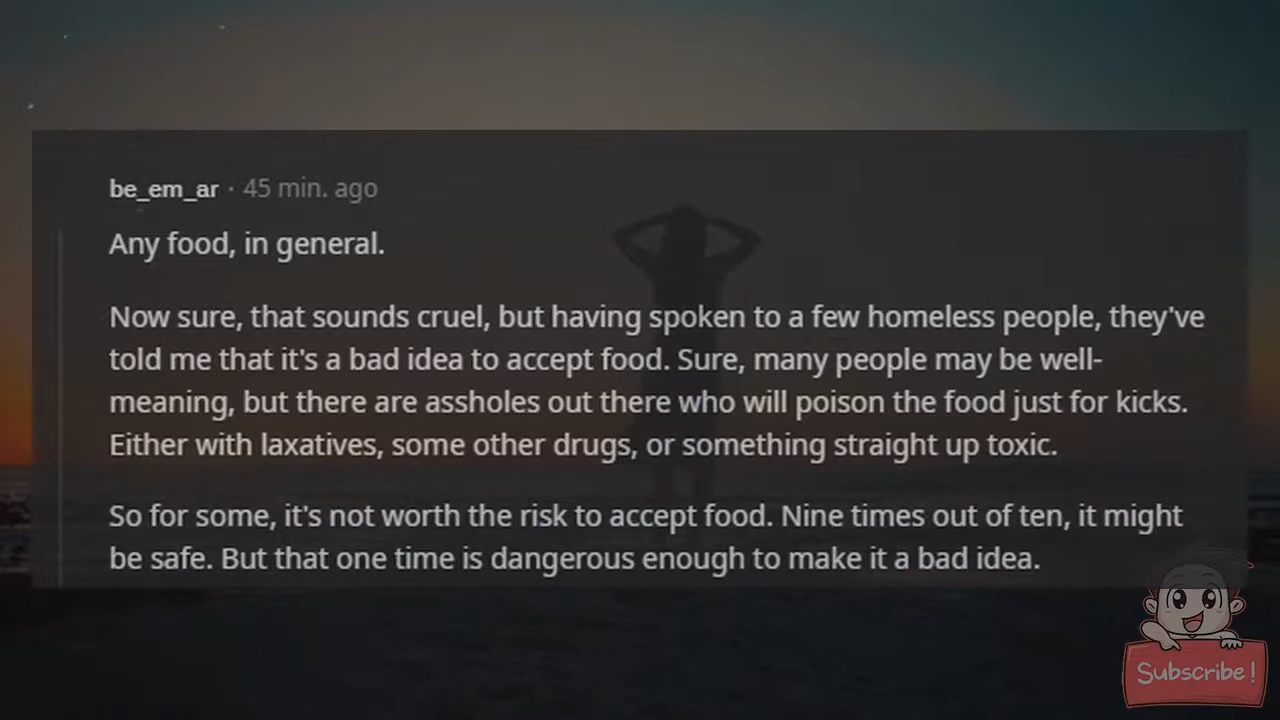 be_em_ar · 45 min. ago
Any food, in general.
Now sure, that sounds cruel, but having spoken to a few homeless people, they've
told me that it's a bad idea to accept food. Sure, many people may be well-
meaning, but there are assholes out there who will poison the food just for kicks.
Either with laxatives, some other drugs, or something straight up toxic.
So for some, it's not worth the risk to accept food. Nine times out of ten, it might
be safe. But that one time is dangerous enough to make it a bad idea.
Subscribe!